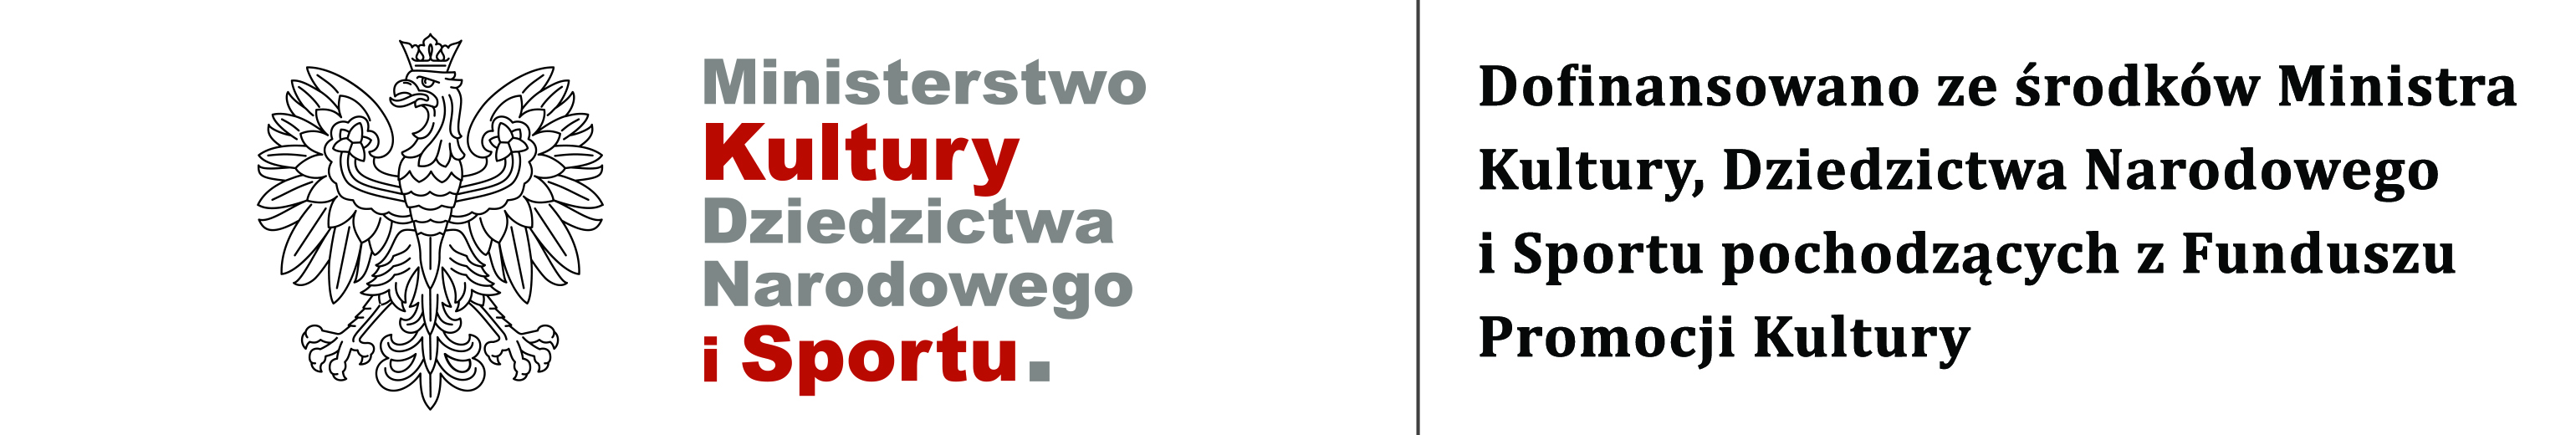 Ministerstwo
Kultury
Dziedzictwa
Narodowego
i Sportu.
Dofinansowano ze środków Ministra
Kultury, Dziedzictwa Narodowego
i Sportu pochodzących z Funduszu
Promocji Kultury